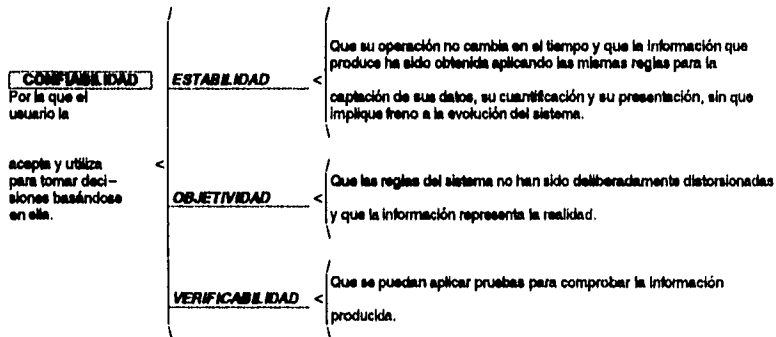 CONFIABILIDAD
Por la que el
usuario la
acepta y utiliza
para tomar deci-
siones basándose
en ella.
ESTABILIDAD
Que su operación no cambia en el tiempo y que la información que
produce ha sido obtenida aplicando las mismas reglas para la
captación de sus datos, su cuantificación y su presentación, sin que
implique freno a la evolución del sistema.
OBJETIVIDAD
Que las reglas del sistema no han sido deliberadamente distorsionadas
y que la información representa la realidad.
VERIFICABILIDAD
Que se puedan aplicar pruebas para comprobar la información
producida.